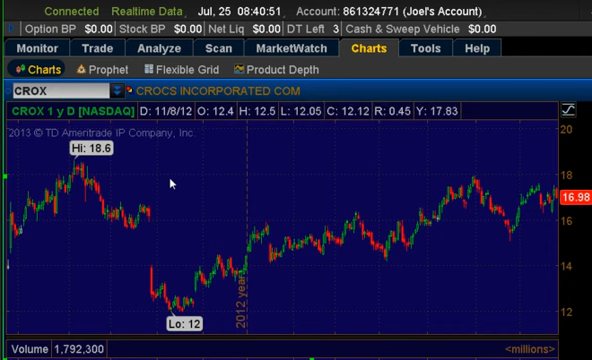 Connected Realtime Data Jul, 25 08:40:51 Account: 861324771 (Joel's Account)
Option BP $0.00 Stock BP $0.00 Net Liq $0.00 DT Left 3 Cash & Sweep Vehicle $0.00
Monitor Trade Analyze Scan MarketWatch Charts Tools Help
Charts Prophet Flexible Grid Product Depth
CROX CROCS INCORPORATED COM
CROX 1 y D [NASDAQ] D: 11/8/12 O: 12.4 H: 12.5 L: 12.05 C: 12.12 R: 0.45 Y: 17.83
2013 © TD Ameritrade IP Company, Inc.
20
Hi: 18.6
18
16.98
16
14
12
Lo: 12
2012 year
Volume 1,792,300 <millions>